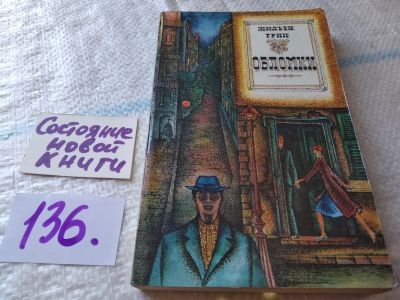 ЖЮЛЬЕН
ГРИН
ОБЛОМКИ
Состояние
новой
книги
136.